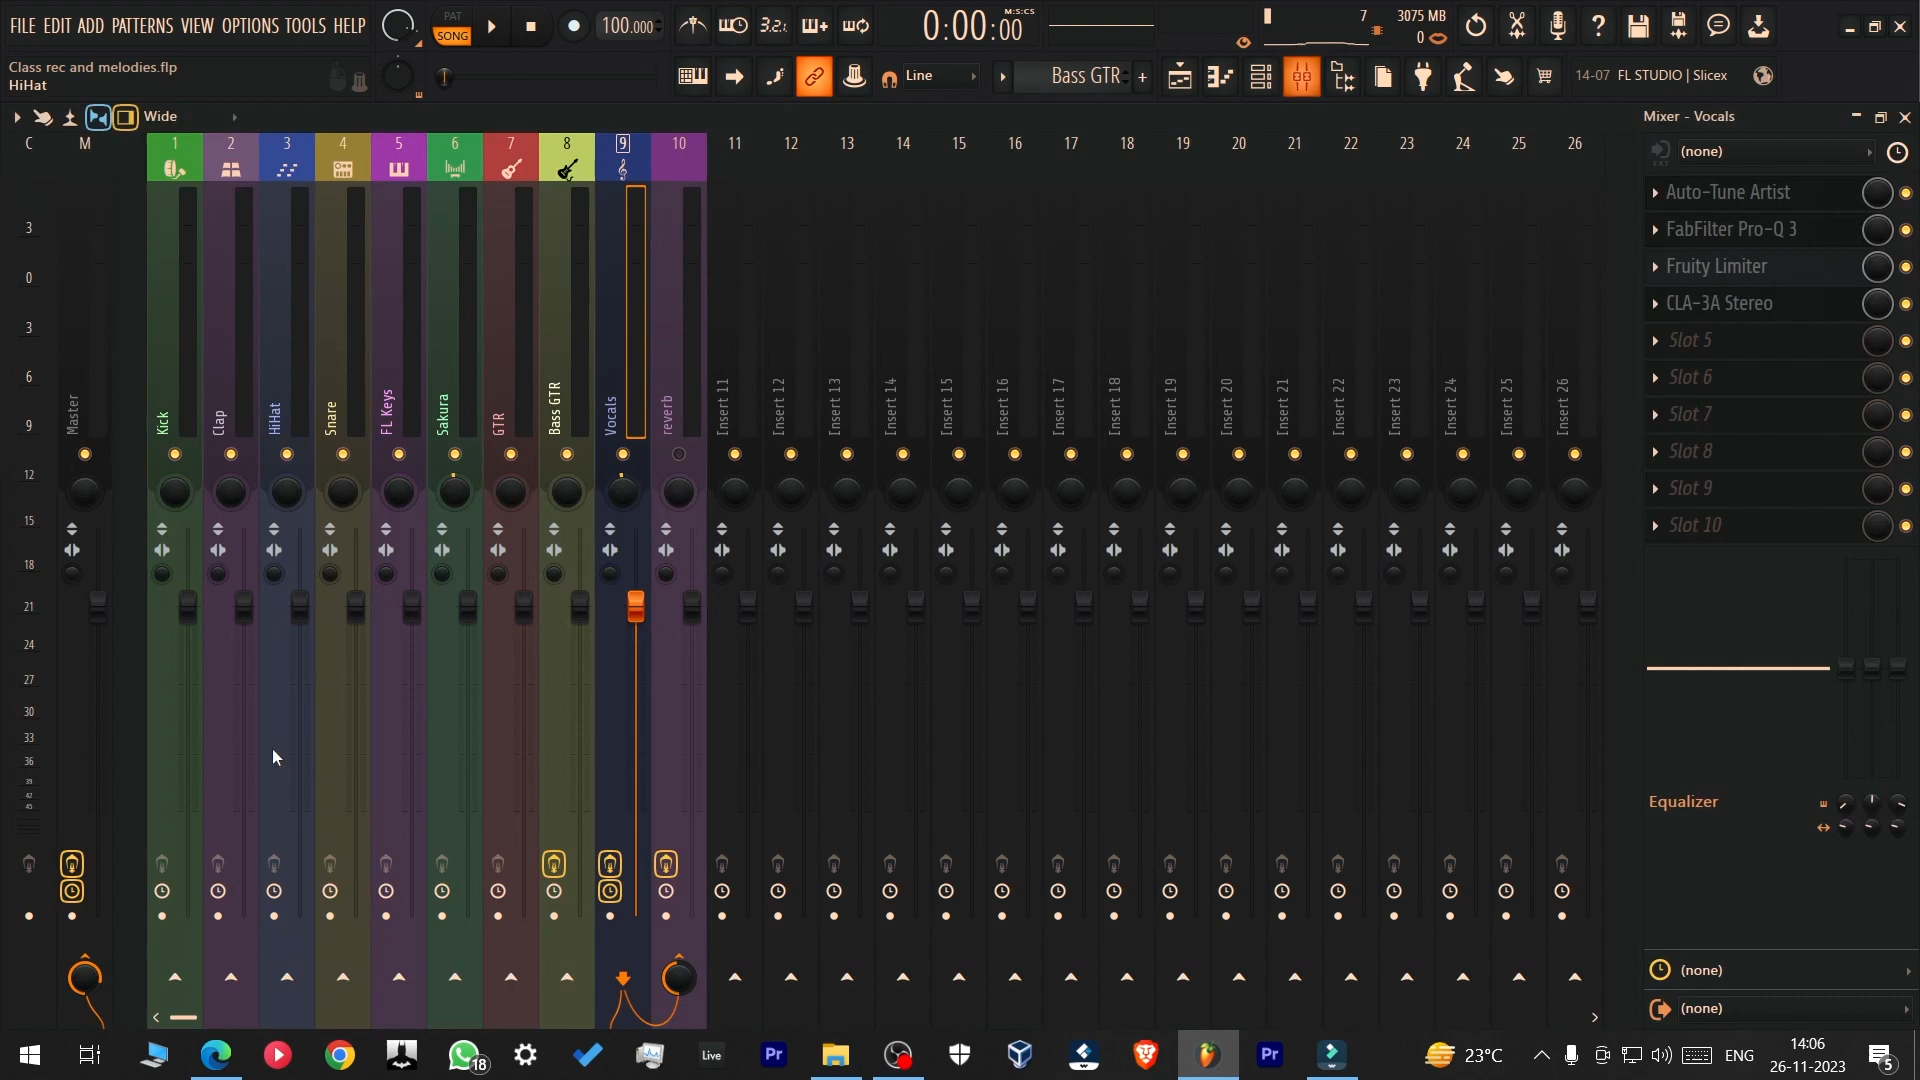 FILE EDIT ADD PATTERNS VIEW OPTIONS TOOLS HELP
PAT
SONG
100.000
3.2.
0:00:00
M:S:CS
7
3075 MB
0
Class rec and melodies.flp
HiHat
Line
Bass GTR
14-07 FL STUDIO | Slicex
Wide
Mixer - Vocals
C M 1 2 3 4 5 6 7 8 9 10 11 12 13 14 15 16 17 18 19 20 21 22 23 24 25 26
3
0
3
6
9
12
15
18
21
24
27
30
33
36
39
42
45
Master
Kick
Clap
HiHat
Snare
FL Keys
Sakura
GTR
Bass GTR
Vocals
reverb
Insert 11
Insert 12
Insert 13
Insert 14
Insert 15
Insert 16
Insert 17
Insert 18
Insert 19
Insert 20
Insert 21
Insert 22
Insert 23
Insert 24
Insert 25
Insert 26
EXT
(none)
Auto-Tune Artist
FabFilter Pro-Q 3
Fruity Limiter
CLA-3A Stereo
Slot 5
Slot 6
Slot 7
Slot 8
Slot 9
Slot 10
Equalizer
(none)
(none)
18
Live
Pr
Pr
23°C
ENG
14:06
26-11-2023
5